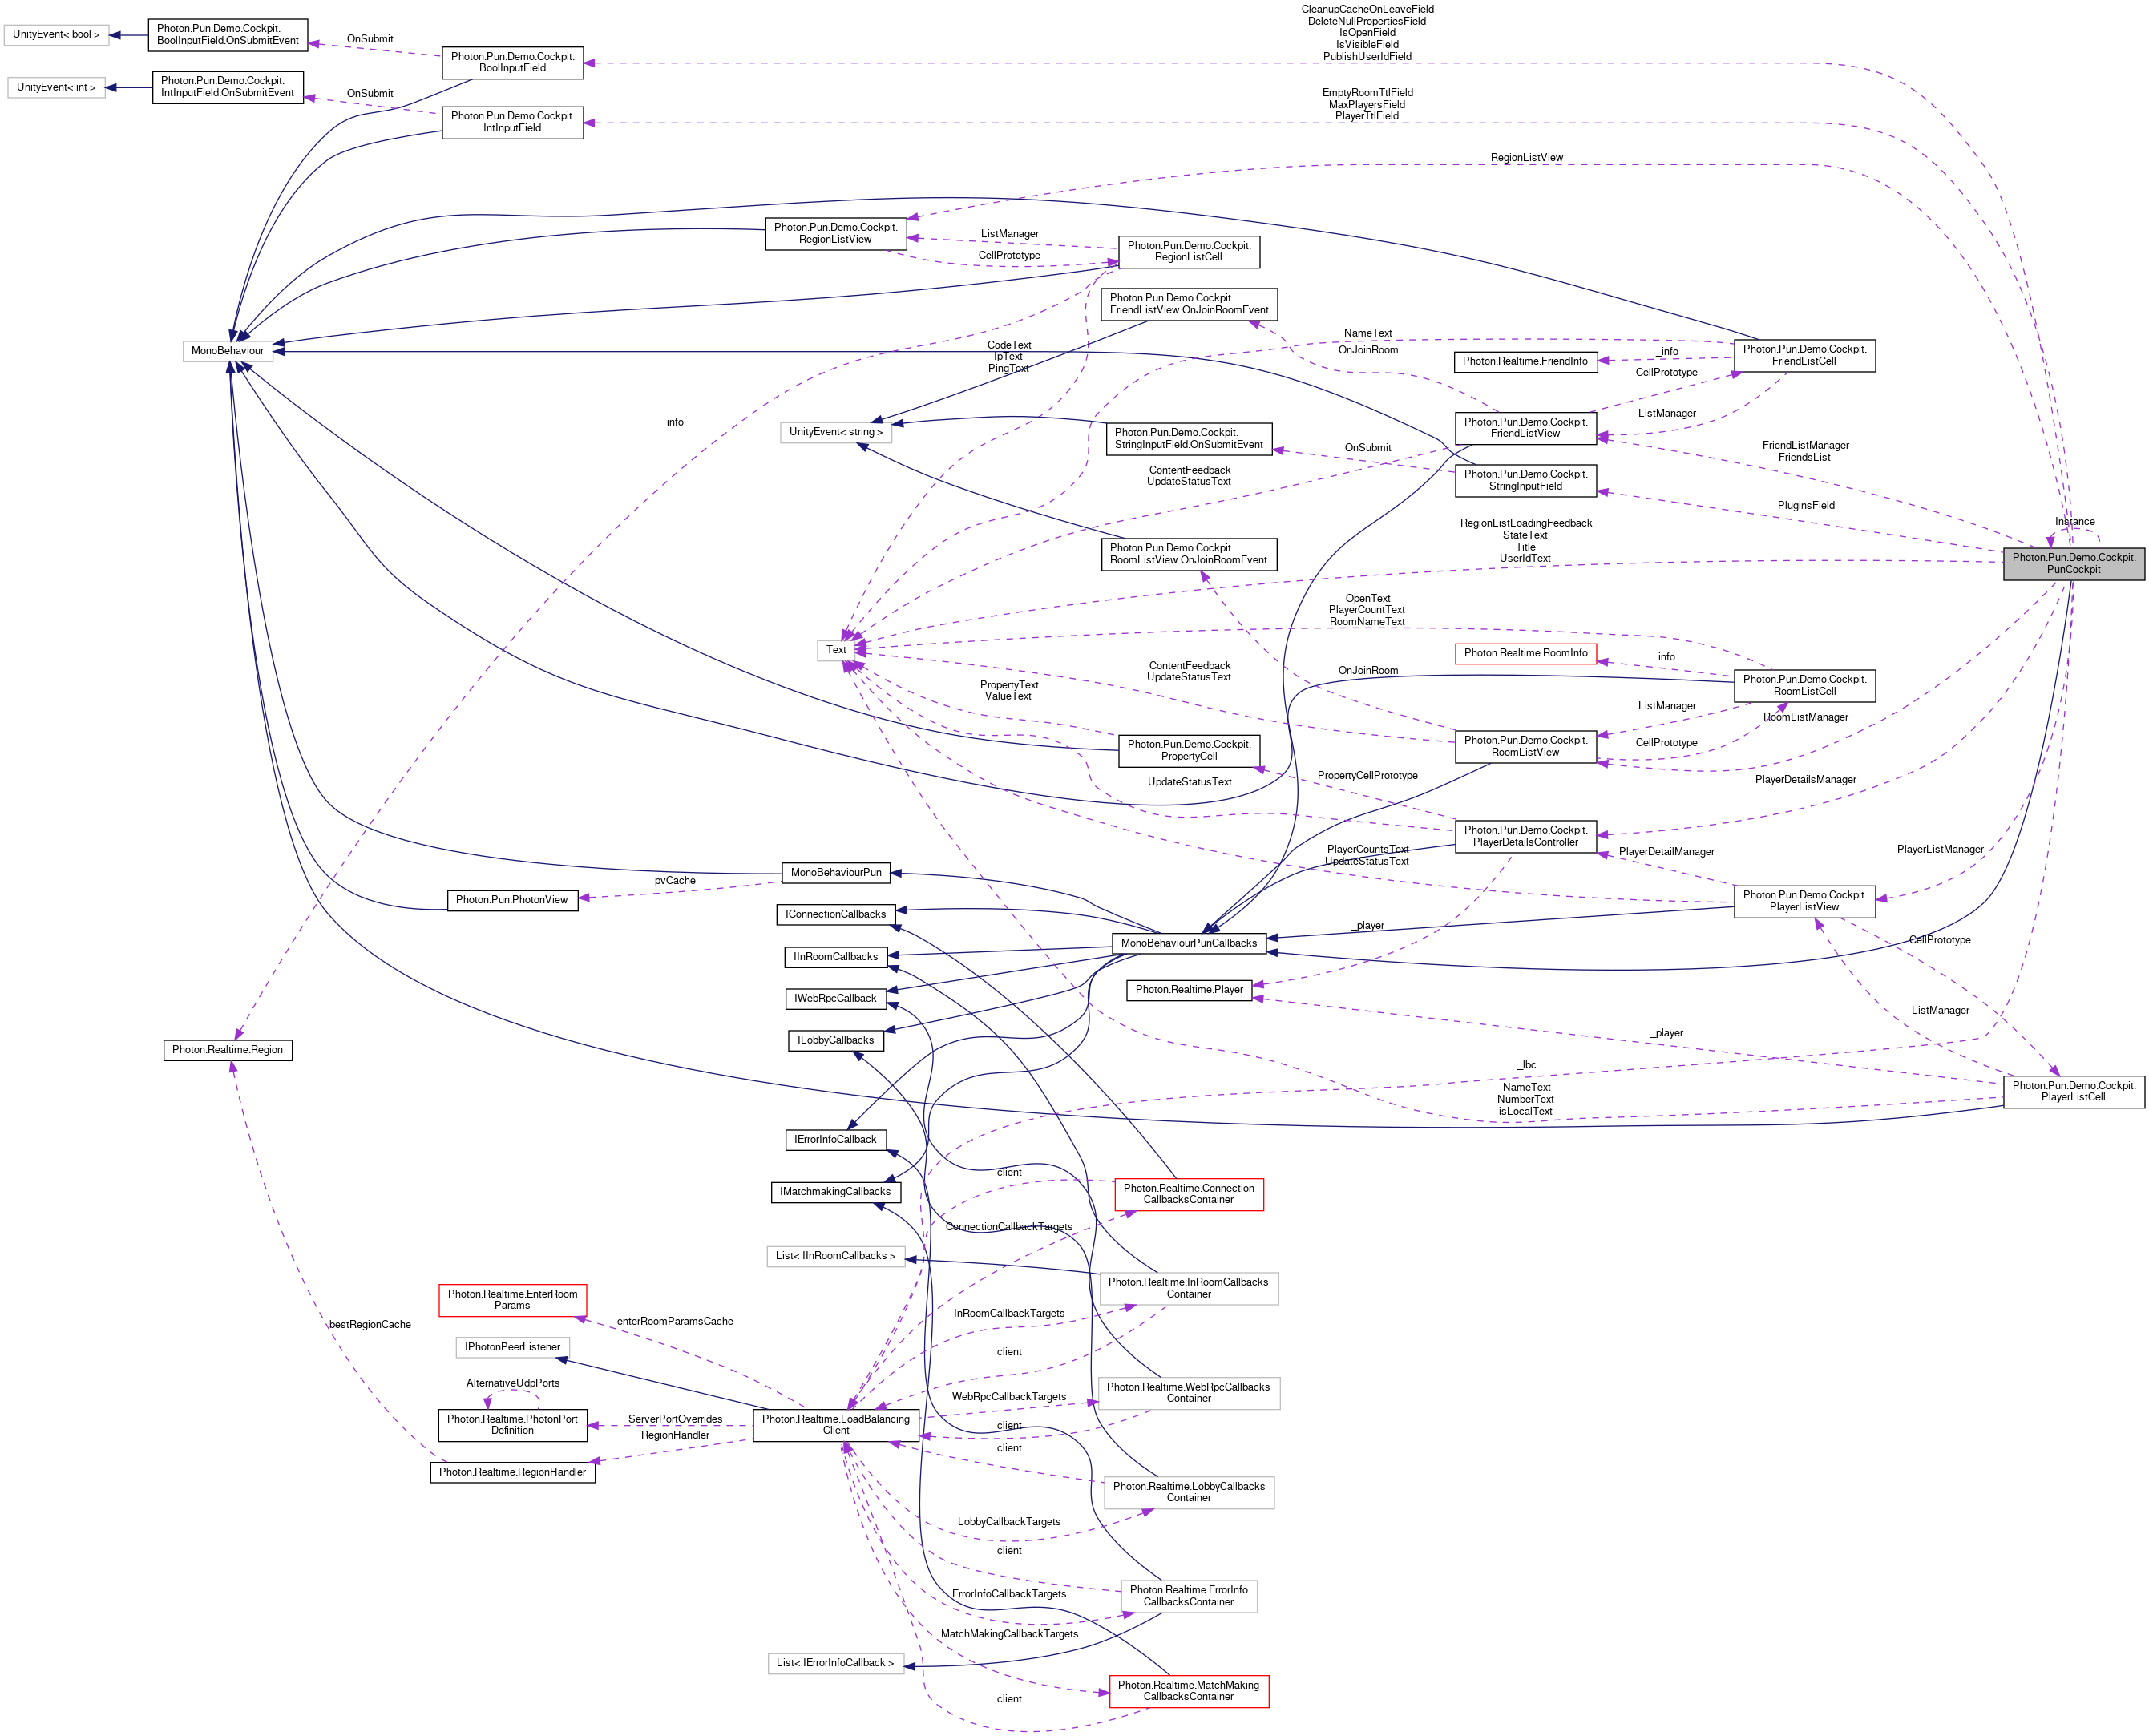 CleanupCacheOnLeaveField
DeleteNullPropertiesField
IsOpenField
IsVisibleField
PublishUserIdField
UnityEvent< bool >
Photon.Pun.Demo.Cockpit.
BoolInputField.OnSubmitEvent
OnSubmit
Photon.Pun.Demo.Cockpit.
BoolInputField
UnityEvent< int >
Photon.Pun.Demo.Cockpit.
IntInputField.OnSubmitEvent
OnSubmit
Photon.Pun.Demo.Cockpit.
IntInputField
EmptyRoomTtlField
MaxPlayersField
PlayerTtlField
RegionListView
Photon.Pun.Demo.Cockpit.
RegionListView
ListManager
CellPrototype
Photon.Pun.Demo.Cockpit.
RegionListCell
Photon.Pun.Demo.Cockpit.
FriendListView.OnJoinRoomEvent
MonoBehaviour
CodeText
IpText
PingText
NameText
OnJoinRoom
Photon.Realtime.FriendInfo
_info
Photon.Pun.Demo.Cockpit.
FriendListCell
CellPrototype
ListManager
info
UnityEvent< string >
Photon.Pun.Demo.Cockpit.
StringInputField.OnSubmitEvent
OnSubmit
Photon.Pun.Demo.Cockpit.
FriendListView
FriendListManager
FriendsList
ContentFeedback
UpdateStatusText
Photon.Pun.Demo.Cockpit.
StringInputField
PluginsField
RegionListLoadingFeedback
StateText
Title
UserIdText
Instance
Photon.Pun.Demo.Cockpit.
RoomListView.OnJoinRoomEvent
Photon.Pun.Demo.Cockpit.
PunCockpit
OpenText
PlayerCountText
RoomNameText
Text
Photon.Realtime.RoomInfo
info
ContentFeedback
UpdateStatusText
OnJoinRoom
Photon.Pun.Demo.Cockpit.
RoomListCell
PropertyText
ValueText
ListManager
RoomListManager
Photon.Pun.Demo.Cockpit.
PropertyCell
Photon.Pun.Demo.Cockpit.
RoomListView
CellPrototype
UpdateStatusText
PropertyCellPrototype
PlayerDetailsManager
Photon.Pun.Demo.Cockpit.
PlayerDetailsController
PlayerCountsText
UpdateStatusText
PlayerDetailManager
PlayerListManager
MonoBehaviourPun
pvCache
Photon.Pun.PhotonView
Photon.Pun.Demo.Cockpit.
PlayerListView
IConnectionCallbacks
_player
CellPrototype
MonoBehaviourPunCallbacks
IInRoomCallbacks
IWebRpcCallback
Photon.Realtime.Player
ListManager
ILobbyCallbacks
_player
Photon.Realtime.Region
_lbc
NameText
NumberText
isLocalText
Photon.Pun.Demo.Cockpit.
PlayerListCell
IErrorInfoCallback
client
IMatchmakingCallbacks
Photon.Realtime.Connection
CallbacksContainer
ConnectionCallbackTargets
List< IInRoomCallbacks >
Photon.Realtime.InRoomCallbacks
Container
Photon.Realtime.EnterRoom
Params
enterRoomParamsCache
InRoomCallbackTargets
bestRegionCache
IPhotonPeerListener
client
AlternativeUdpPorts
Photon.Realtime.WebRpcCallbacks
Container
WebRpcCallbackTargets
Photon.Realtime.PhotonPort
Definition
ServerPortOverrides
Photon.Realtime.LoadBalancing
Client
client
RegionHandler
client
Photon.Realtime.RegionHandler
Photon.Realtime.LobbyCallbacks
Container
LobbyCallbackTargets
client
Photon.Realtime.ErrorInfo
CallbacksContainer
ErrorInfoCallbackTargets
MatchMakingCallbackTargets
List< IErrorInfoCallback >
Photon.Realtime.MatchMaking
CallbacksContainer
client